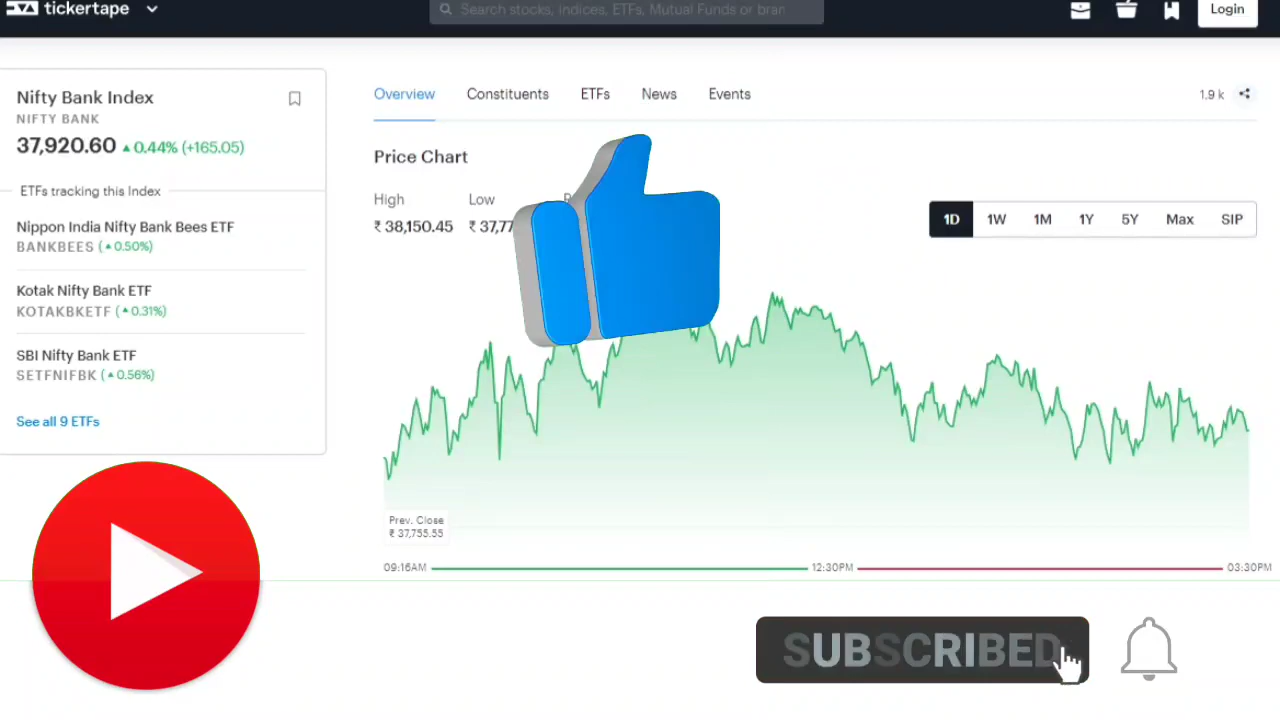 tickertape
Search stocks, indices, ETFs, Mutual Funds or bran
Login
Nifty Bank Index
NIFTY BANK
37,920.60 ▲ 0.44% (+165.05)
ETFs tracking this Index
Nippon India Nifty Bank Bees ETF
BANKBEES (▲0.50%)
Kotak Nifty Bank ETF
KOTAKBKETF (▲0.31%)
SBI Nifty Bank ETF
SETFNIFBK (▲0.56%)
See all 9 ETFs
Overview Constituents ETFs News Events
1.9 k
Price Chart
High Low
₹ 38,150.45 ₹ 37,77
1D 1W 1M 1Y 5Y Max SIP
Prev. Close
₹ 37,755.55
09:16AM 12:30PM 03:30PM
SUBSCRIBED